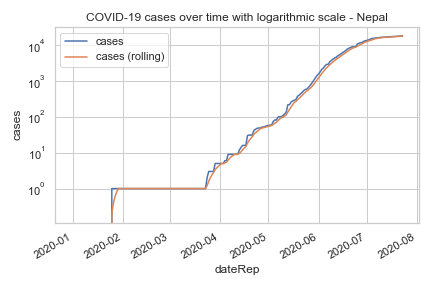 COVID-19 cases over time with logarithmic scale - Nepal
cases
cases (rolling)
10⁴
10³
10²
10¹
10⁰
cases
2020-01
2020-02
2020-03
2020-04
2020-05
2020-06
2020-07
2020-08
dateRep